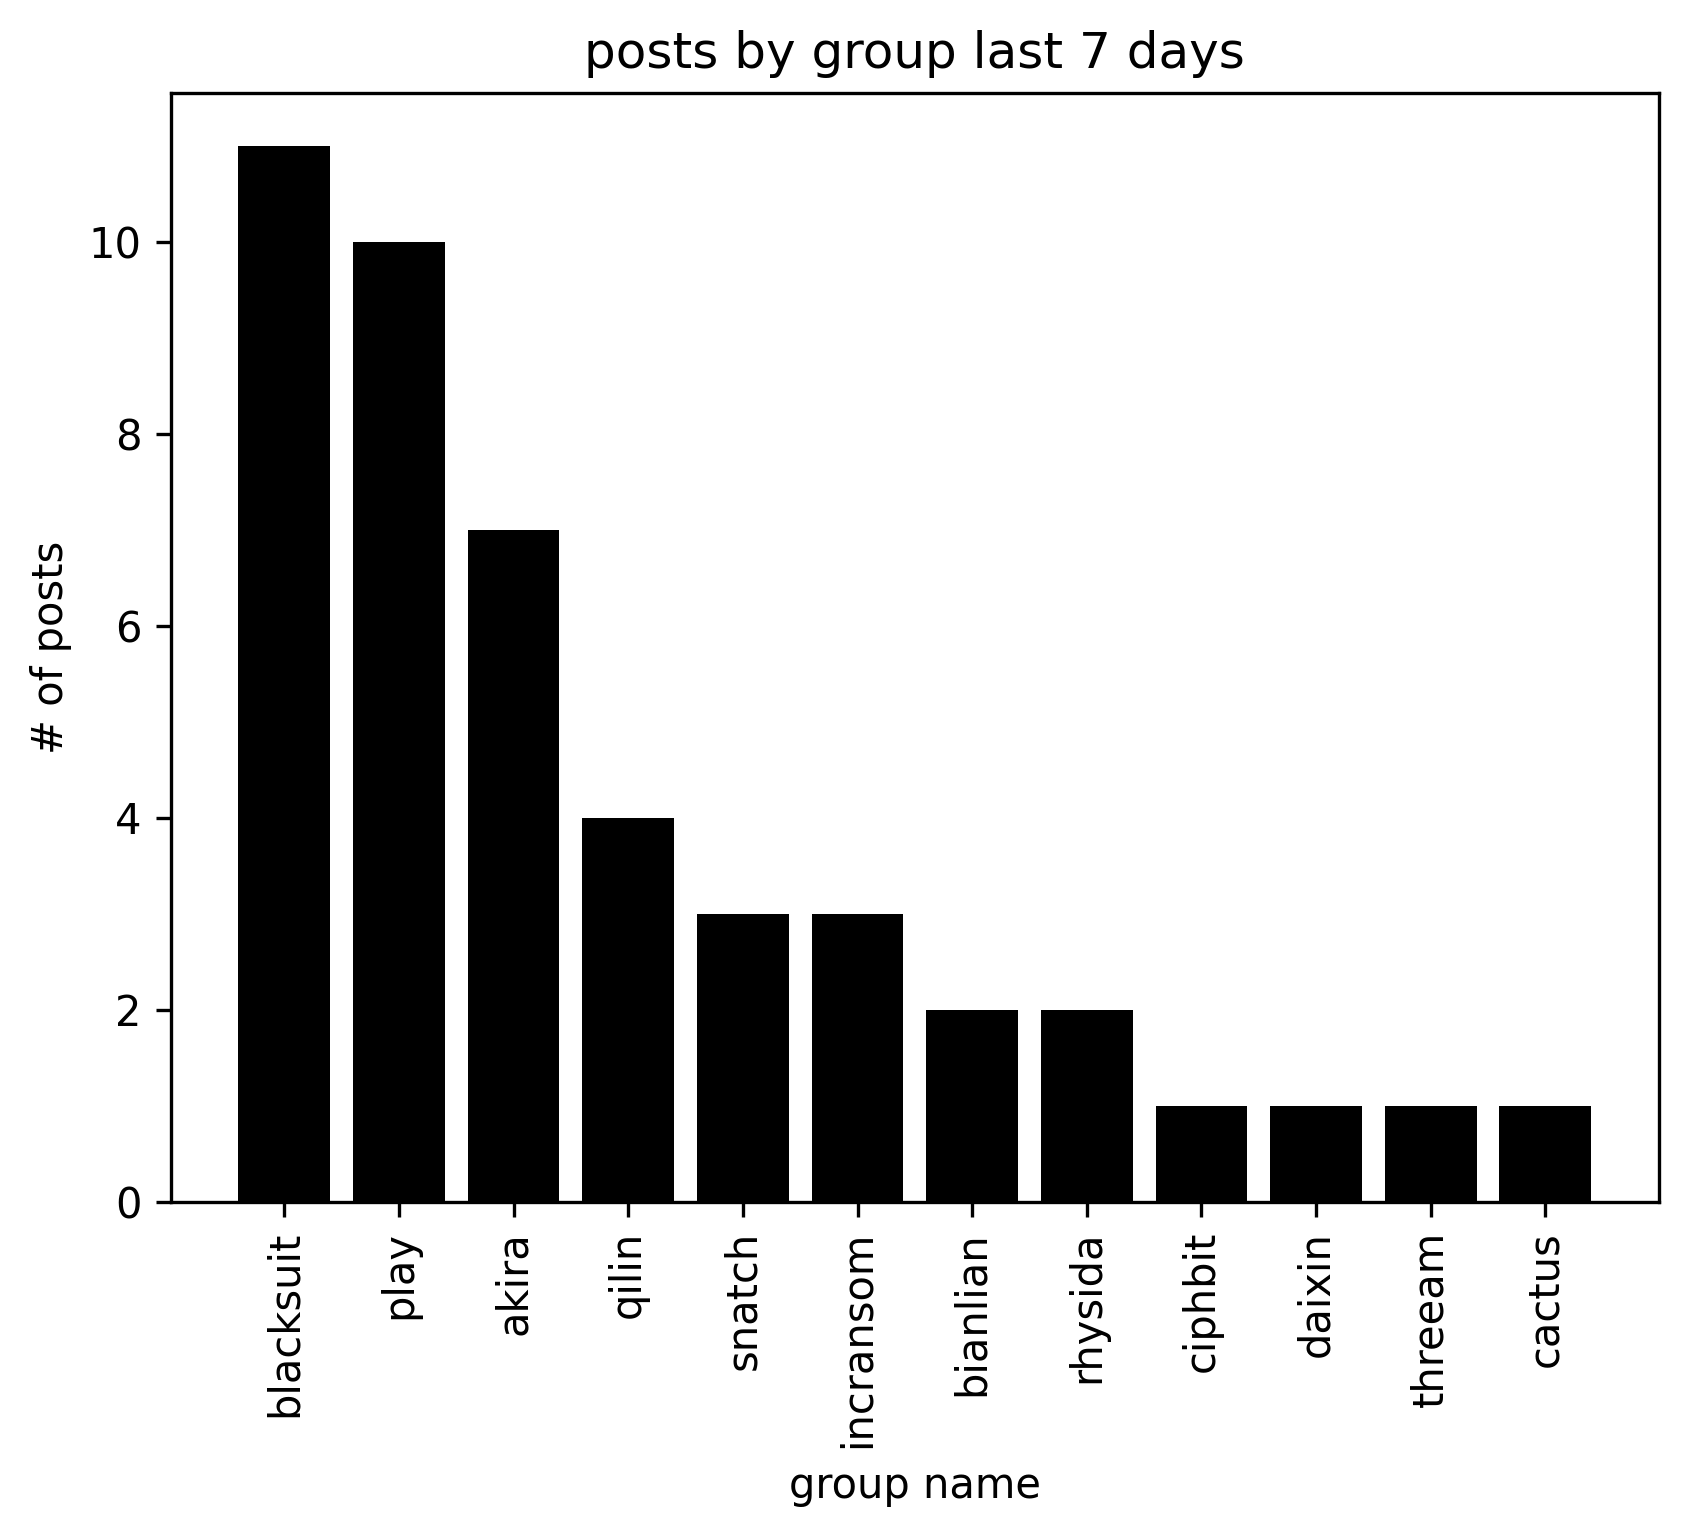 posts by group last 7 days
# of posts
10
8
6
4
2
0
blacksuit
play
akira
qilin
snatch
incransom
bianlian
rhysida
ciphbit
daixin
threeam
cactus
group name